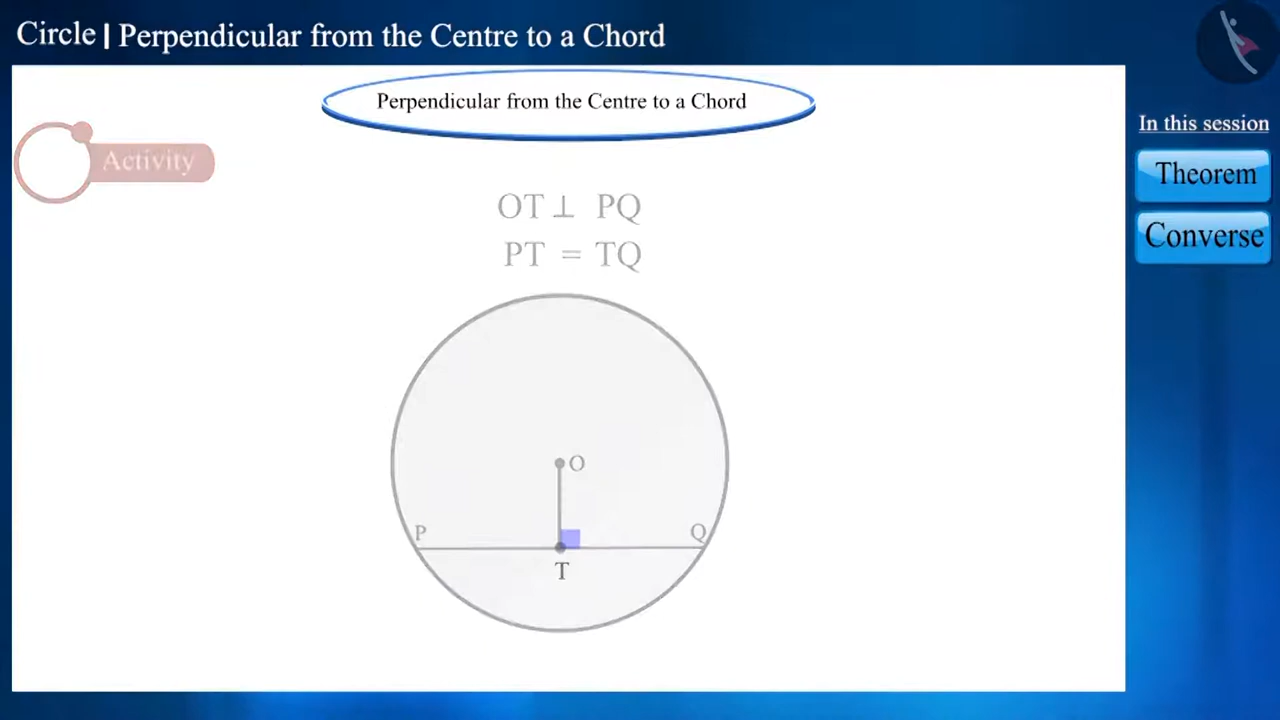 Circle | Perpendicular from the Centre to a Chord
Perpendicular from the Centre to a Chord
In this session
Activity
Theorem
OT ⊥ PQ
Converse
PT = TQ
O
P
Q
T